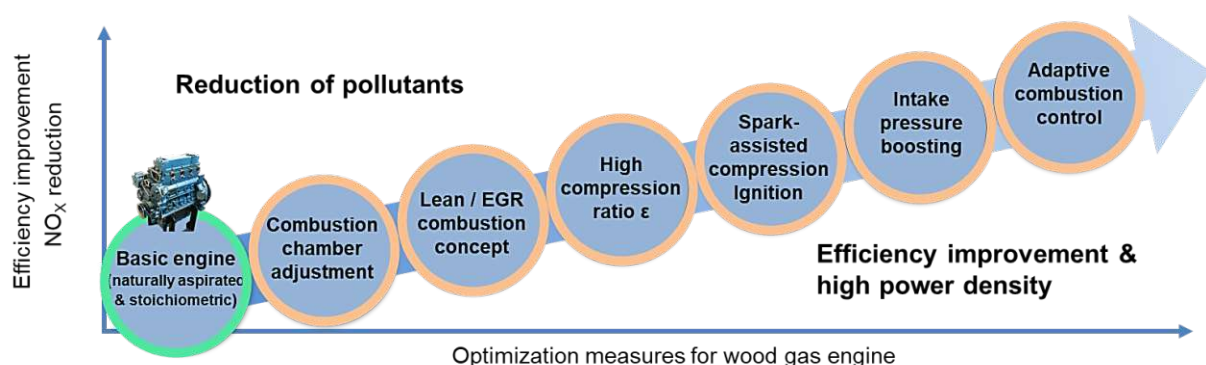 Efficiency improvement
NOX reduction
Reduction of pollutants
Basic engine
(naturally aspirated
& stoichiometric)
Combustion
chamber
adjustment
Lean / EGR
combustion
concept
High
compression
ratio ε
Spark-
assisted
compression
Ignition
Intake
pressure
boosting
Adaptive
combustion
control
Efficiency improvement &
high power density
Optimization measures for wood gas engine